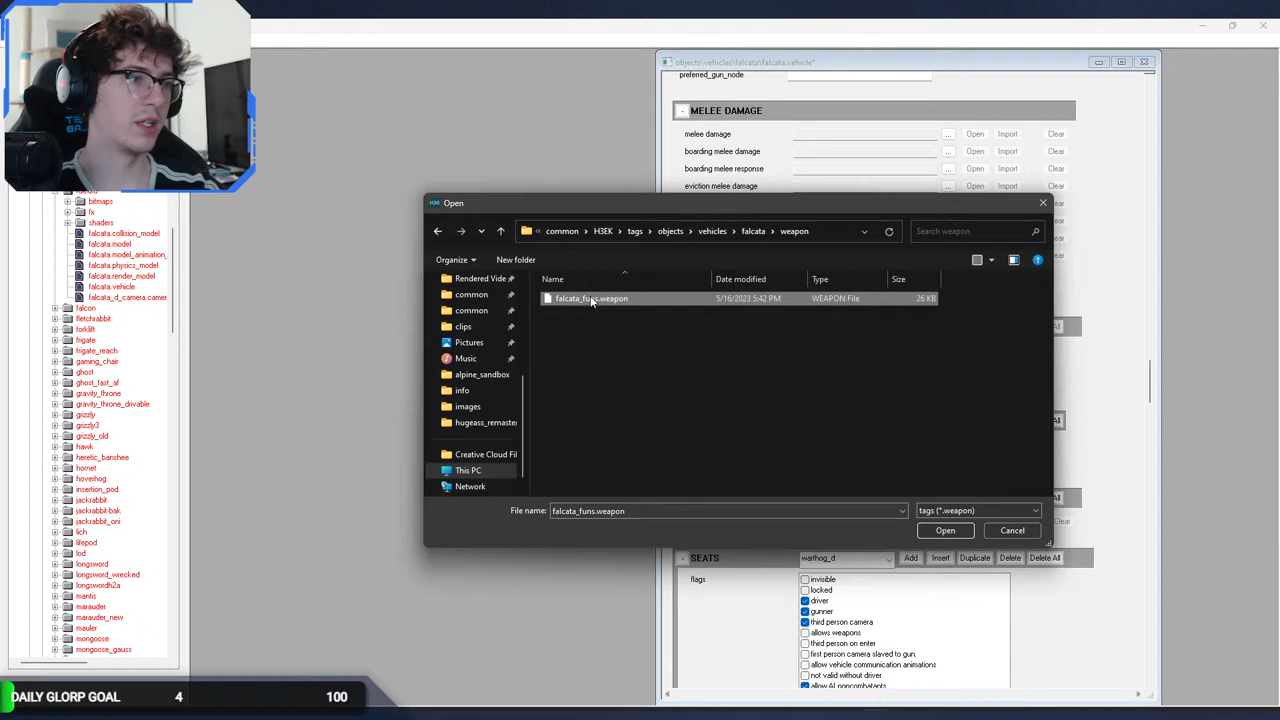 objects\vehicles\falcata\falcata.vehicle*
preferred_gun_node
- MELEE DAMAGE
melee damage ... Open Import Clear
boarding melee damage ... Open Import Clear
boarding melee response ... Open Import Clear
eviction melee damage ... Open Import Clear
bitmaps
fx
shaders
falcata.collision_model
falcata.model
falcata.model_animation_
falcata.physics_model
falcata.render_model
falcata.vehicle
falcata_d_camera.camer
falcon
fletchrabbit
forklift
frigate
frigate_reach
gaming_chair
ghost
ghost_fast_af
gravity_throne
gravity_throne_drivable
grizzly
grizzly3
grizzly_old
hawk
heretic_banshee
hornet
hoverhog
insertion_pod
jackrabbit
jackrabbit-bak
jackrabbit_oni
lich
lifepod
lod
longsword
longsword_wrecked
longswordh2a
mantis
marauder
marauder_new
mauler
mongoose
mongoose_gauss
H3G Open
« common > H3EK > tags > objects > vehicles > falcata > weapon
Search weapon
Organize New folder
Name Date modified Type Size
falcata_funs.weapon 5/16/2023 5:42 PM WEAPON File 26 KB
Rendered Vide
common
common
clips
Pictures
Music
alpine_sandbox
info
images
hugeass_remaster
Creative Cloud Fil
This PC
Network
File name: falcata_funs.weapon tags (*.weapon)
Open Cancel
Clear
- SEATS warthog_d Add Insert Duplicate Delete Delete All
flags
invisible
locked
driver
gunner
third person camera
allows weapons
third person on enter
first person camera slaved to gun.
allow vehicle communication animations
not valid without driver
allow AI noncombatants
DAILY GLORP GOAL 4 100